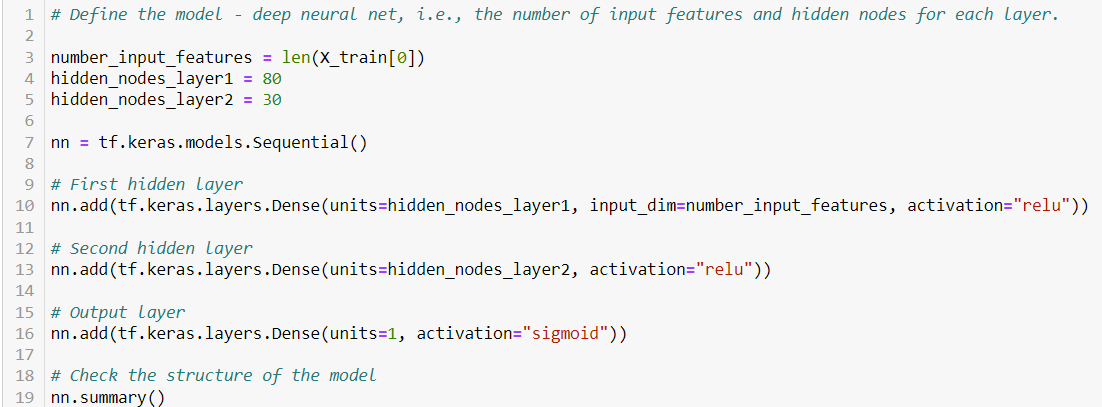 1 # Define the model - deep neural net, i.e., the number of input features and hidden nodes for each layer.
2
3 number_input_features = len(X_train[0])
4 hidden_nodes_layer1 = 80
5 hidden_nodes_layer2 = 30
6
7 nn = tf.keras.models.Sequential()
8
9 # First hidden layer
10 nn.add(tf.keras.layers.Dense(units=hidden_nodes_layer1, input_dim=number_input_features, activation="relu"))
11
12 # Second hidden layer
13 nn.add(tf.keras.layers.Dense(units=hidden_nodes_layer2, activation="relu"))
14
15 # Output layer
16 nn.add(tf.keras.layers.Dense(units=1, activation="sigmoid"))
17
18 # Check the structure of the model
19 nn.summary()